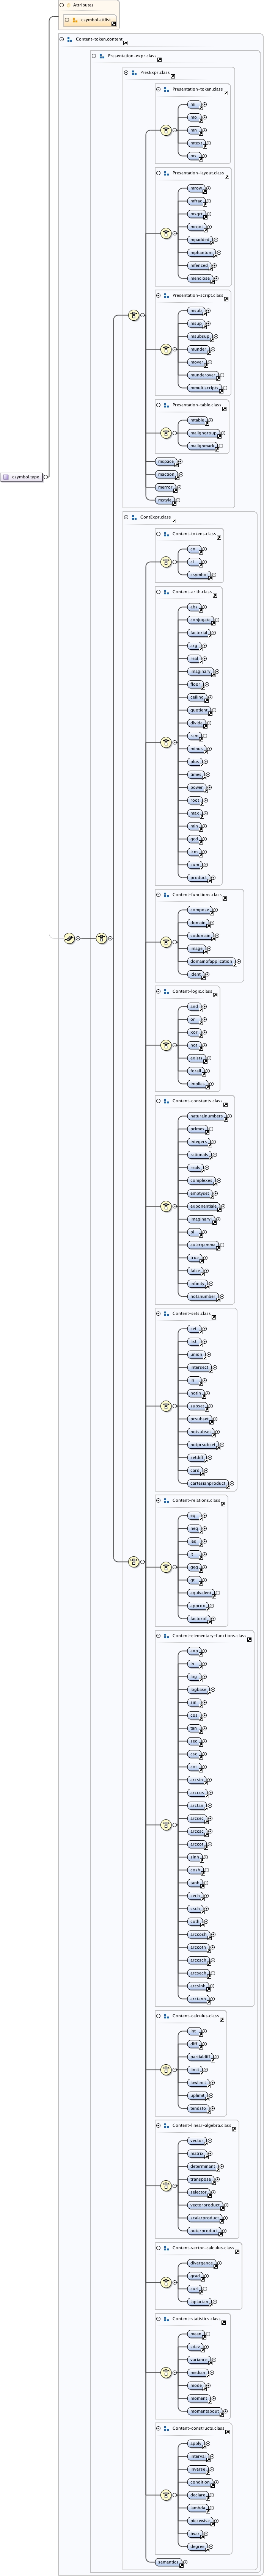 Attributes
csymbol.attlist
Content-token.content
Presentation-expr.class
PresExpr.class
Presentation-token.class
mi
mo
mn
mtext
ms
Presentation-layout.class
mrow
mfrac
msqrt
mroot
mpadded
mphantom
mfenced
menclose
Presentation-script.class
msub
msup
msubsup
munder
mover
munderover
mmultiscripts
Presentation-table.class
mtable
maligngroup
malignmark
mspace
maction
merror
mstyle
csymbol.type
ContExpr.class
Content-tokens.class
cn
ci
csymbol
Content-arith.class
abs
conjugate
factorial
arg
real
imaginary
floor
ceiling
quotient
divide
rem
minus
plus
times
power
root
max
min
gcd
lcm
sum
product
Content-functions.class
compose
domain
codomain
image
domainofapplication
ident
Content-logic.class
and
or
xor
not
exists
forall
implies
Content-constants.class
naturalnumbers
primes
integers
rationals
reals
complexes
emptyset
exponentiale
imaginaryi
pi
eulergamma
true
false
infinity
notanumber
Content-sets.class
set
list
union
intersect
in
notin
subset
prsubset
notsubset
notprsubset
setdiff
card
cartesianproduct
Content-relations.class
eq
neq
leq
lt
geq
gt
equivalent
approx
factorof
Content-elementary-functions.class
exp
ln
log
logbase
sin
cos
tan
sec
csc
cot
arcsin
arccos
arctan
arcsec
arccsc
arccot
sinh
cosh
tanh
sech
csch
coth
arccosh
arccoth
arccsch
arcsech
arcsinh
arctanh
Content-calculus.class
int
diff
partialdiff
limit
lowlimit
uplimit
tendsto
Content-linear-algebra.class
vector
matrix
determinant
transpose
selector
vectorproduct
scalarproduct
outerproduct
Content-vector-calculus.class
divergence
grad
curl
laplacian
Content-statistics.class
mean
sdev
variance
median
mode
moment
momentabout
Content-constructs.class
apply
interval
inverse
condition
declare
lambda
piecewise
bvar
degree
semantics